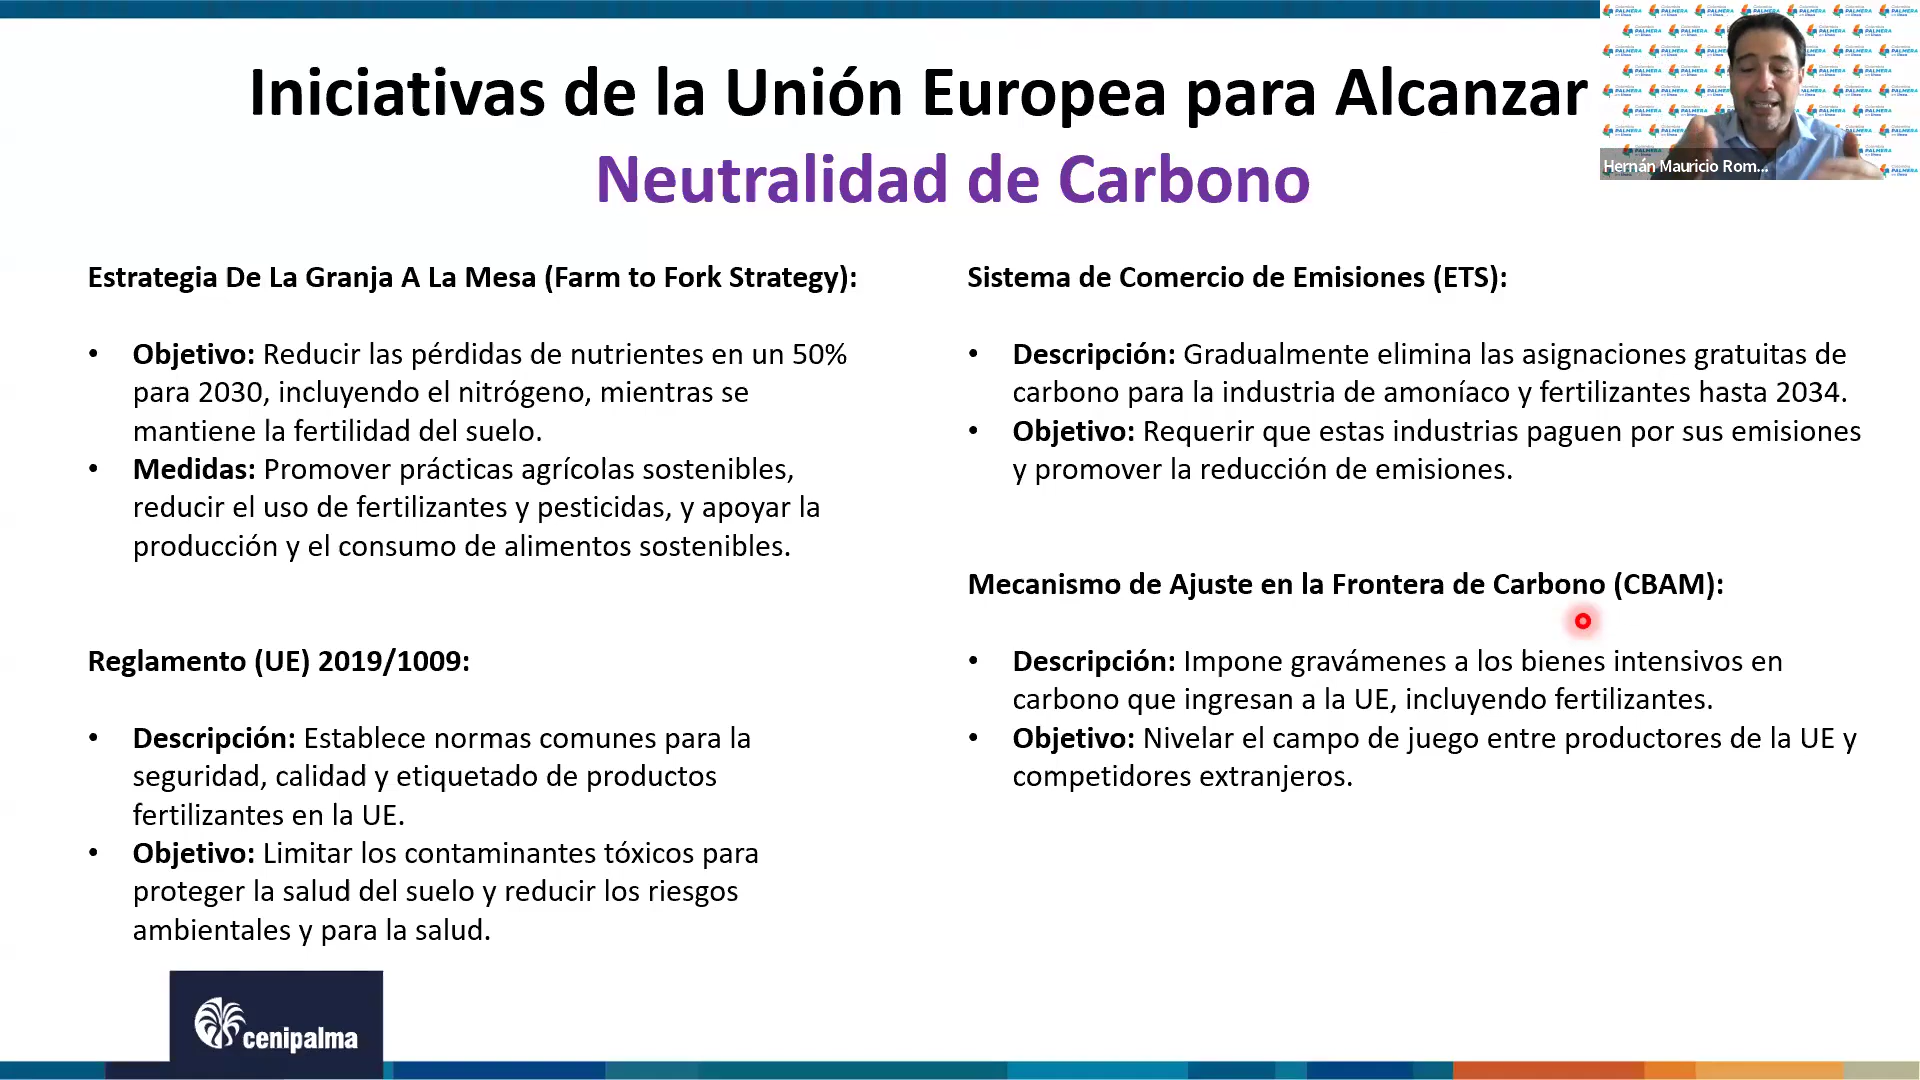 Iniciativas de la Unión Europea para Alcanzar
Neutralidad de Carbono
Hernán Mauricio Rom...
Estrategia De La Granja A La Mesa (Farm to Fork Strategy):
• Objetivo: Reducir las pérdidas de nutrientes en un 50%
para 2030, incluyendo el nitrógeno, mientras se
mantiene la fertilidad del suelo.
• Medidas: Promover prácticas agrícolas sostenibles,
reducir el uso de fertilizantes y pesticidas, y apoyar la
producción y el consumo de alimentos sostenibles.
Reglamento (UE) 2019/1009:
• Descripción: Establece normas comunes para la
seguridad, calidad y etiquetado de productos
fertilizantes en la UE.
• Objetivo: Limitar los contaminantes tóxicos para
proteger la salud del suelo y reducir los riesgos
ambientales y para la salud.
Sistema de Comercio de Emisiones (ETS):
• Descripción: Gradualmente elimina las asignaciones gratuitas de
carbono para la industria de amoníaco y fertilizantes hasta 2034.
• Objetivo: Requerir que estas industrias paguen por sus emisiones
y promover la reducción de emisiones.
Mecanismo de Ajuste en la Frontera de Carbono (CBAM):
• Descripción: Impone gravámenes a los bienes intensivos en
carbono que ingresan a la UE, incluyendo fertilizantes.
• Objetivo: Nivelar el campo de juego entre productores de la UE y
competidores extranjeros.
cenipalma